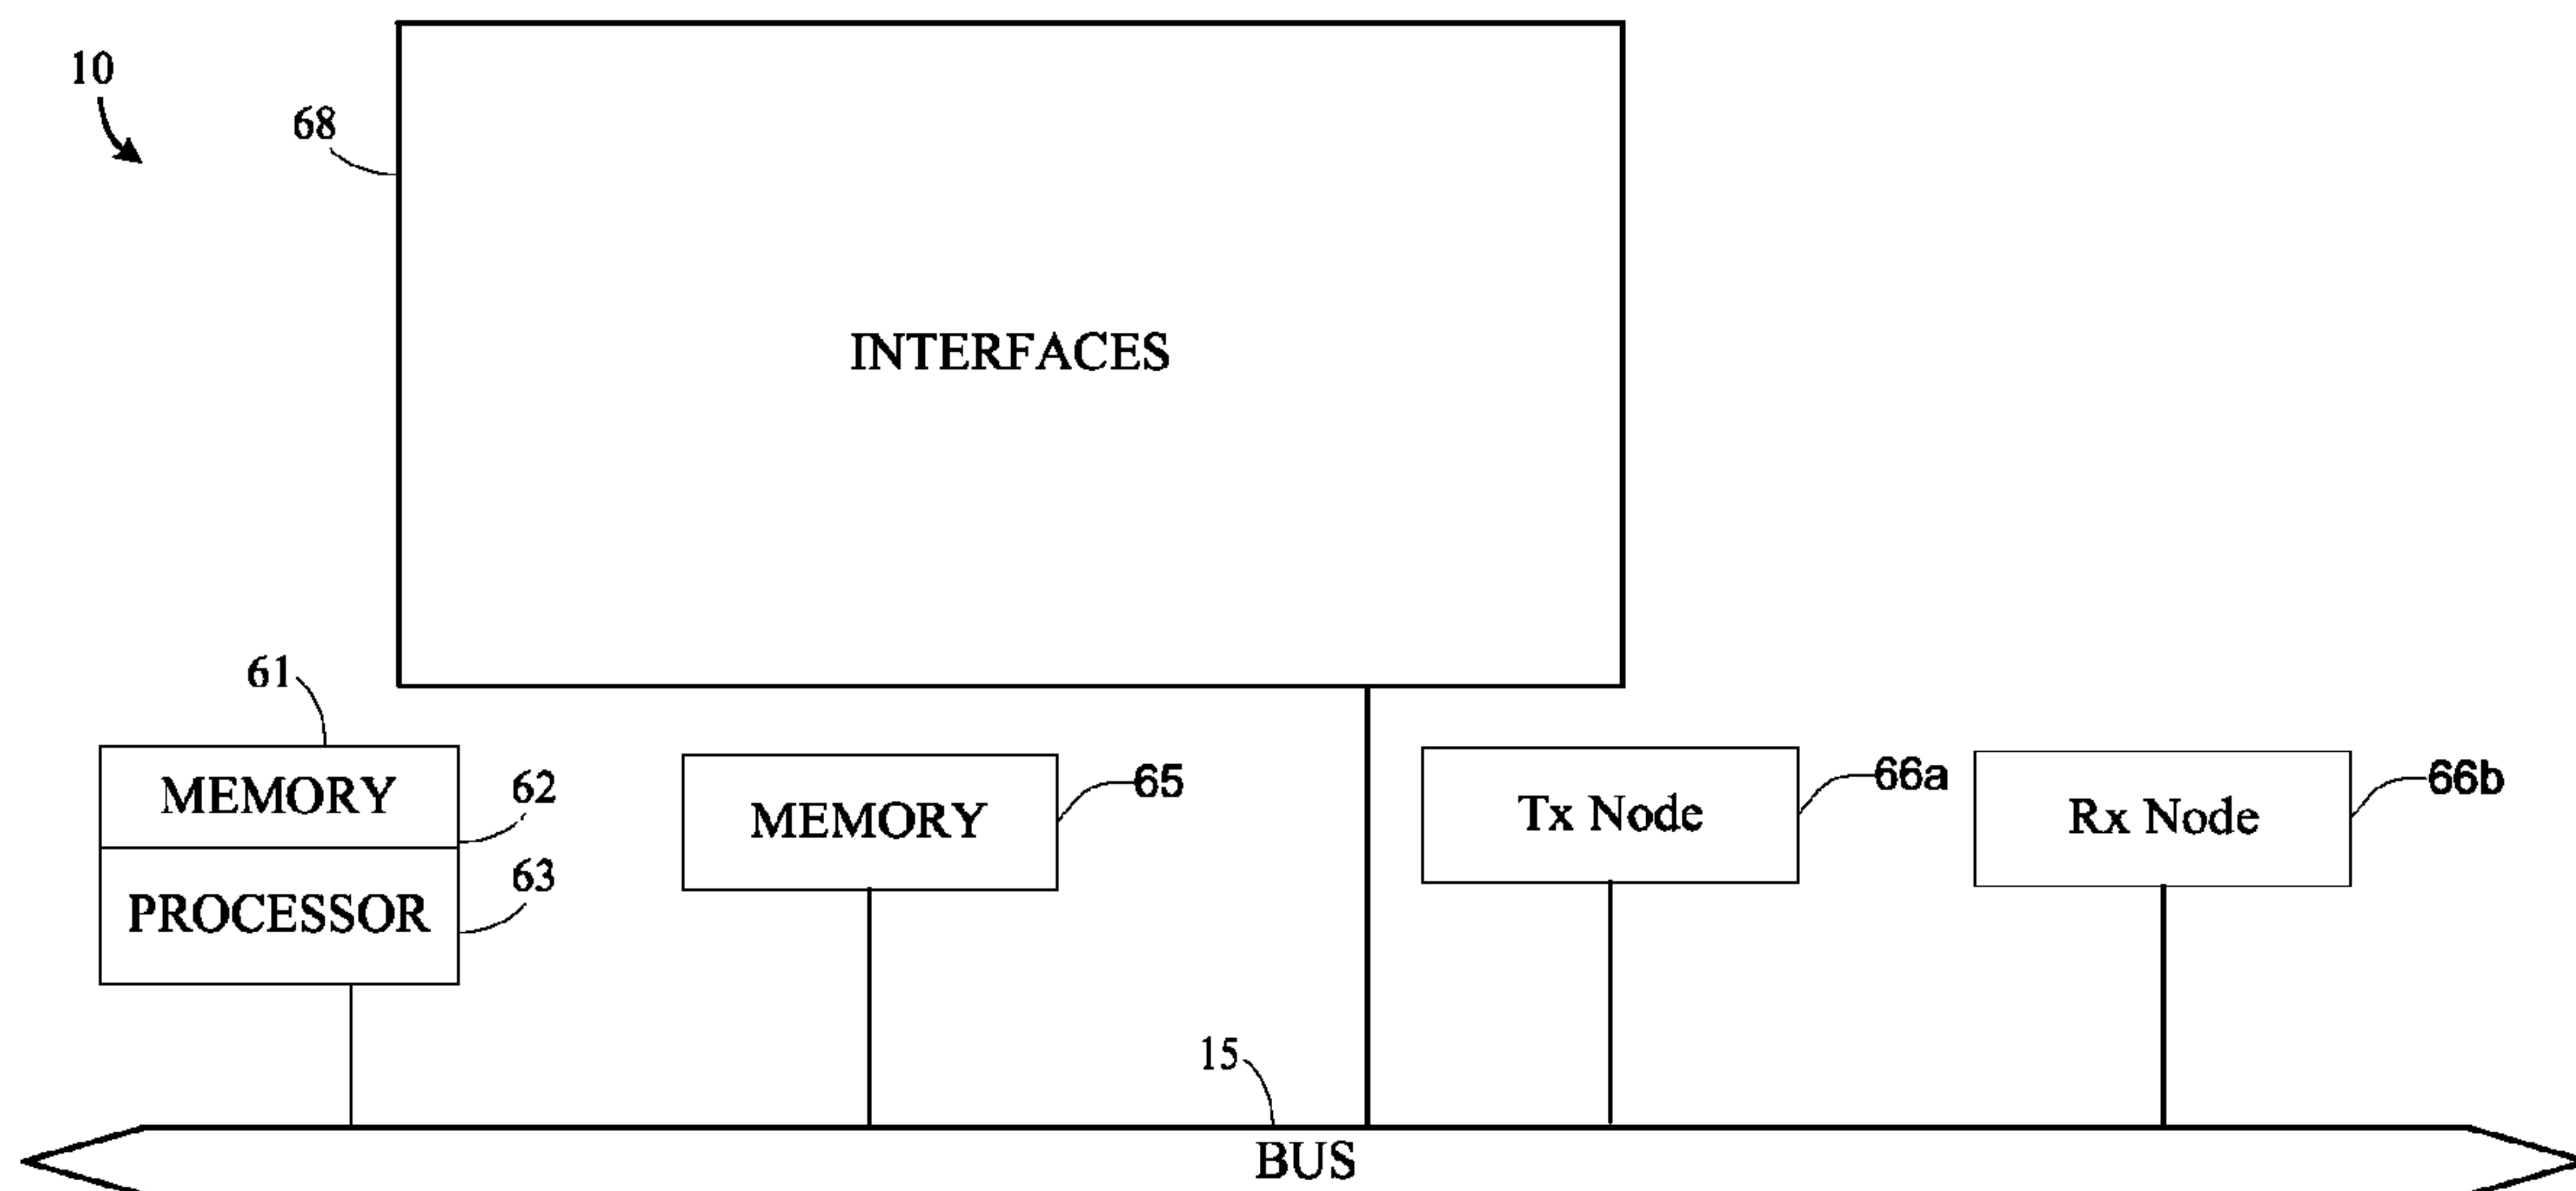 10
68
INTERFACES
61
MEMORY
62
PROCESSOR
63
MEMORY
65
Tx Node
66a
Rx Node
66b
15
BUS